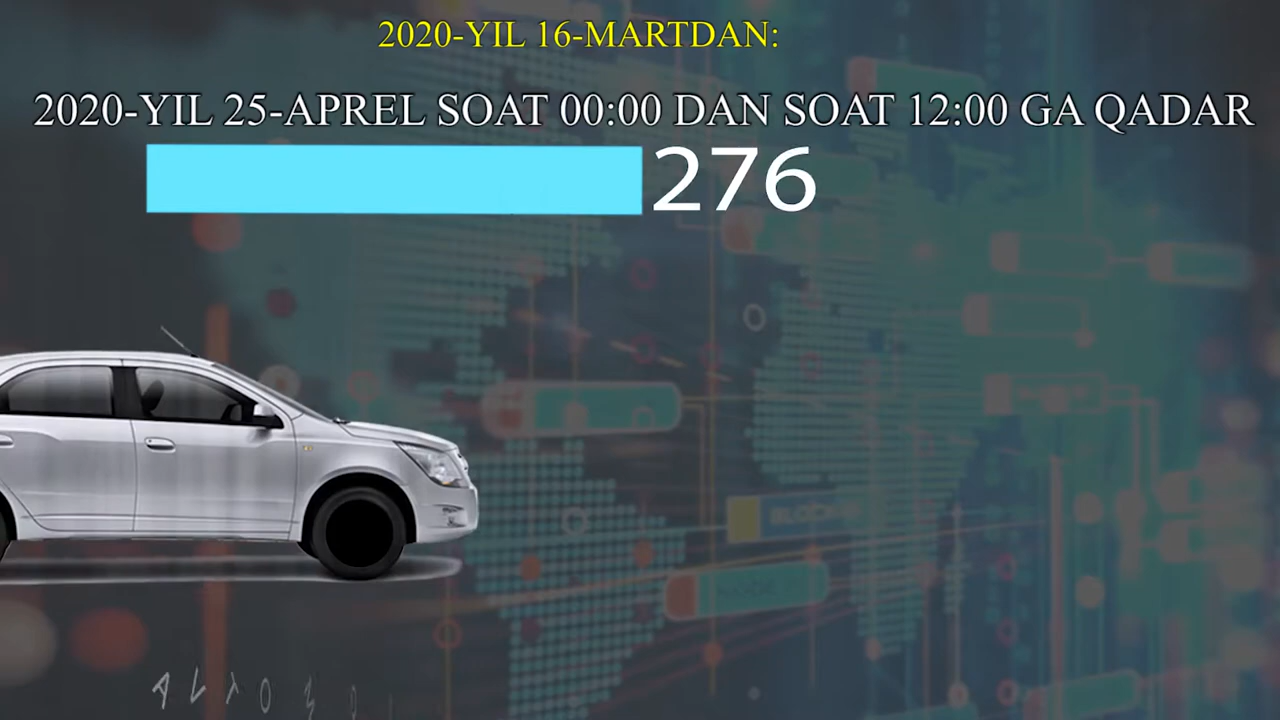 2020-YIL 16-MARTDAN:
2020-YIL 25-APREL SOAT 00:00 DAN SOAT 12:00 GA QADAR
276